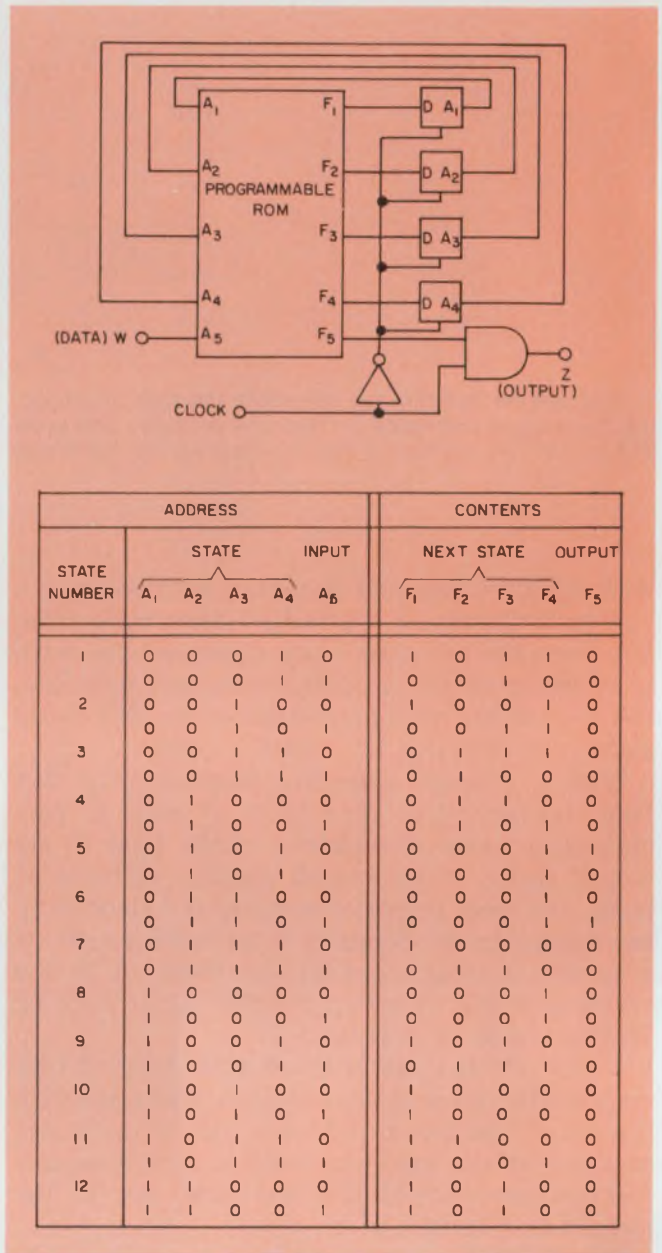 A₁ F₁ D A₁
A₂ F₂ D A₂
PROGRAMMABLE
ROM
A₃ F₃ D A₃
A₄ F₄ D A₄
(DATA) W A₅ F₅
Z
(OUTPUT)
CLOCK
ADDRESS CONTENTS
STATE INPUT NEXT STATE OUTPUT
STATE
NUMBER A₁ A₂ A₃ A₄ A₅ F₁ F₂ F₃ F₄ F₅
1 0 0 0 1 0 1 0 1 1 0
0 0 0 1 1 0 0 1 0 0
2 0 0 1 0 0 1 0 0 1 0
0 0 1 0 1 0 0 1 1 0
3 0 0 1 1 0 0 1 1 1 0
0 0 1 1 1 0 1 0 0 0
4 0 1 0 0 0 0 1 1 0 0
0 1 0 0 1 0 1 0 1 0
5 0 1 0 1 0 0 0 0 1 1
0 1 0 1 1 0 0 0 1 0
6 0 1 1 0 0 0 0 0 1 0
0 1 1 0 1 0 0 0 1 1
7 0 1 1 1 0 1 0 0 0 0
0 1 1 1 1 0 1 1 0 0
8 1 0 0 0 0 0 0 0 1 0
1 0 0 0 1 0 0 0 1 0
9 1 0 0 1 0 1 0 1 0 0
1 0 0 1 1 0 1 1 1 0
10 1 0 1 0 0 1 0 0 0 0
1 0 1 0 1 1 0 0 0 0
11 1 0 1 1 0 1 1 0 0 0
1 0 1 1 1 1 0 0 1 0
12 1 1 0 0 0 1 0 1 0 0
1 1 0 0 1 1 0 1 0 0